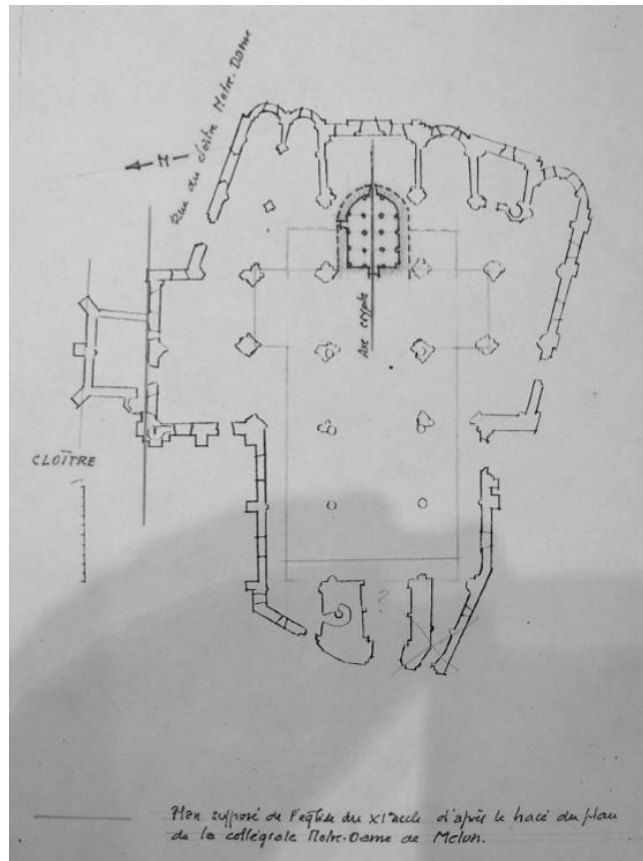 Rue du cloître Notre-Dame
N
Axe crypte
CLOÎTRE
?
Plan supposé de l'église du XIe siècle d'après le tracé du plan
de la collégiale Notre-Dame de Melun.